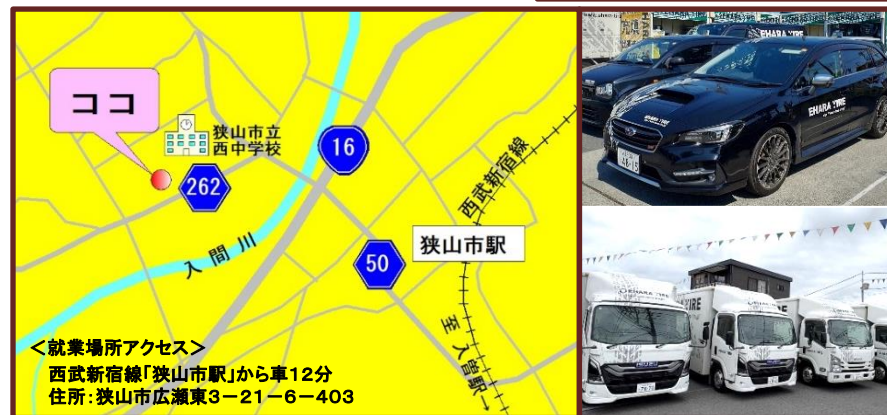 ココ
狭山市立
西中学校
16
262
西武新宿線
狭山市駅
50
入間川
至入曽駅→
<就業場所アクセス>
西武新宿線「狭山市駅」から車12分
住所:狭山市広瀬東3-21-6-403
EHARA TIRE
EHARA TIRE